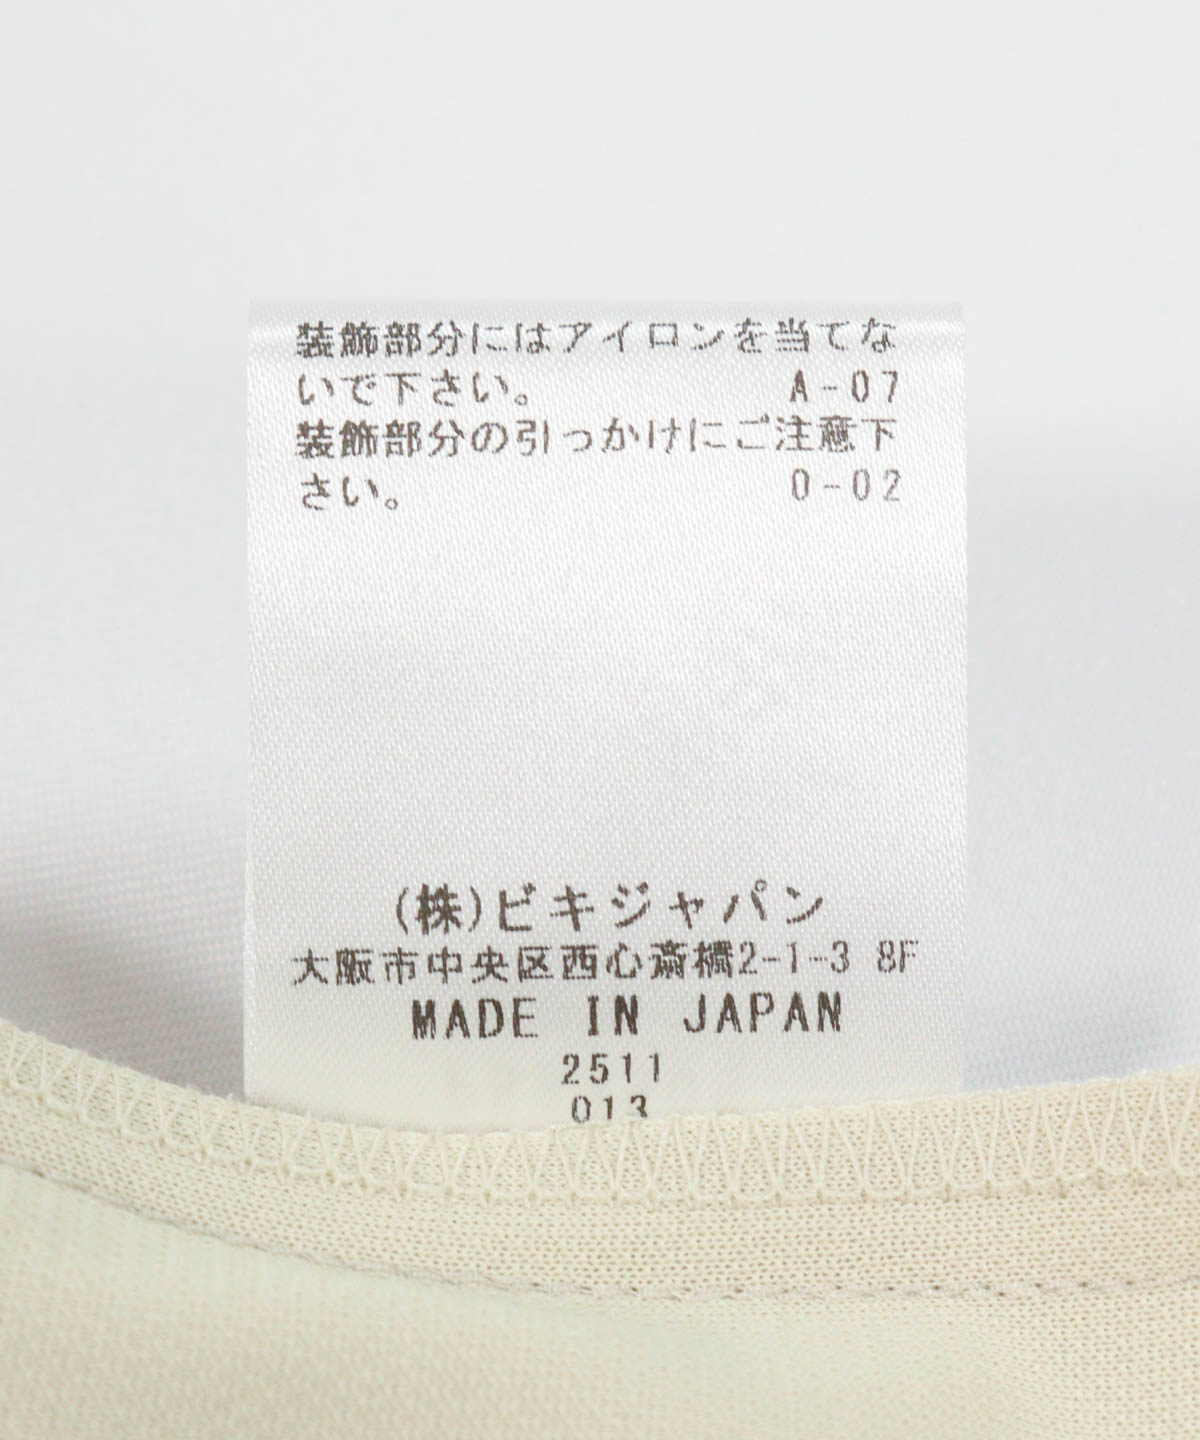 装飾部分にはアイロンを当てな
いで下さい。 A-07
装飾部分の引っかけにご注意下
さい。 0-02
(株)ビキジャパン
大阪市中央区西心斎橋2-1-3 8F
MADE IN JAPAN
2511
013